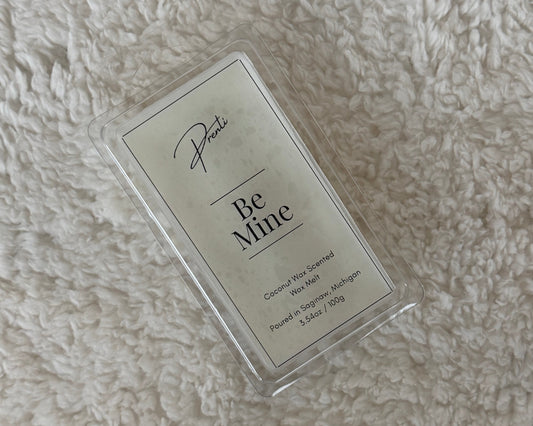 Prenti
Be
Mine
Coconut Wax Scented
Wax Melt
Poured in Saginaw, Michigan
3.54oz / 100g